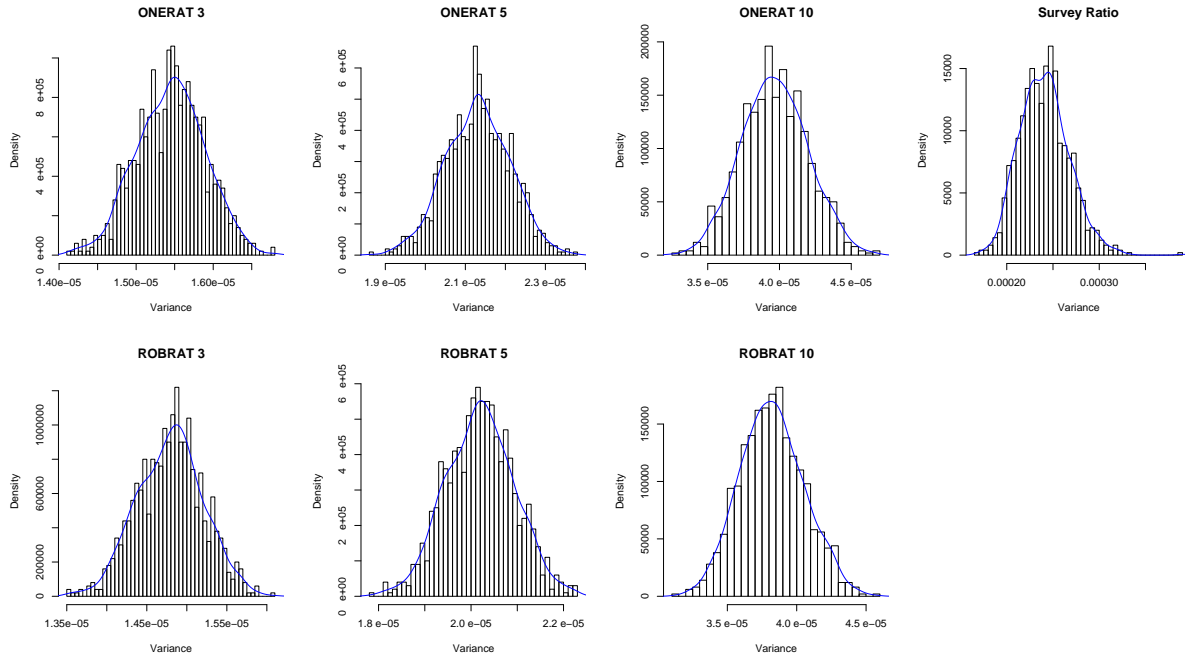 ONERAT 3
Density
0 e+00
4 e+05
8 e+05
1.40e−05 1.50e−05 1.60e−05
Variance
ONERAT 5
Density
0 e+00
2 e+05
4 e+05
6 e+05
1.9 e−05 2.1 e−05 2.3 e−05
Variance
ONERAT 10
Density
0
50000
100000
150000
200000
3.5 e−05 4.0 e−05 4.5 e−05
Variance
Survey Ratio
Density
0
5000
10000
15000
0.00020 0.00030
Variance
ROBRAT 3
Density
0
200000
600000
1000000
1.35e−05 1.45e−05 1.55e−05
Variance
ROBRAT 5
Density
0 e+00
2 e+05
4 e+05
6 e+05
1.8 e−05 2.0 e−05 2.2 e−05
Variance
ROBRAT 10
Density
0
50000
100000
150000
3.5 e−05 4.0 e−05 4.5 e−05
Variance